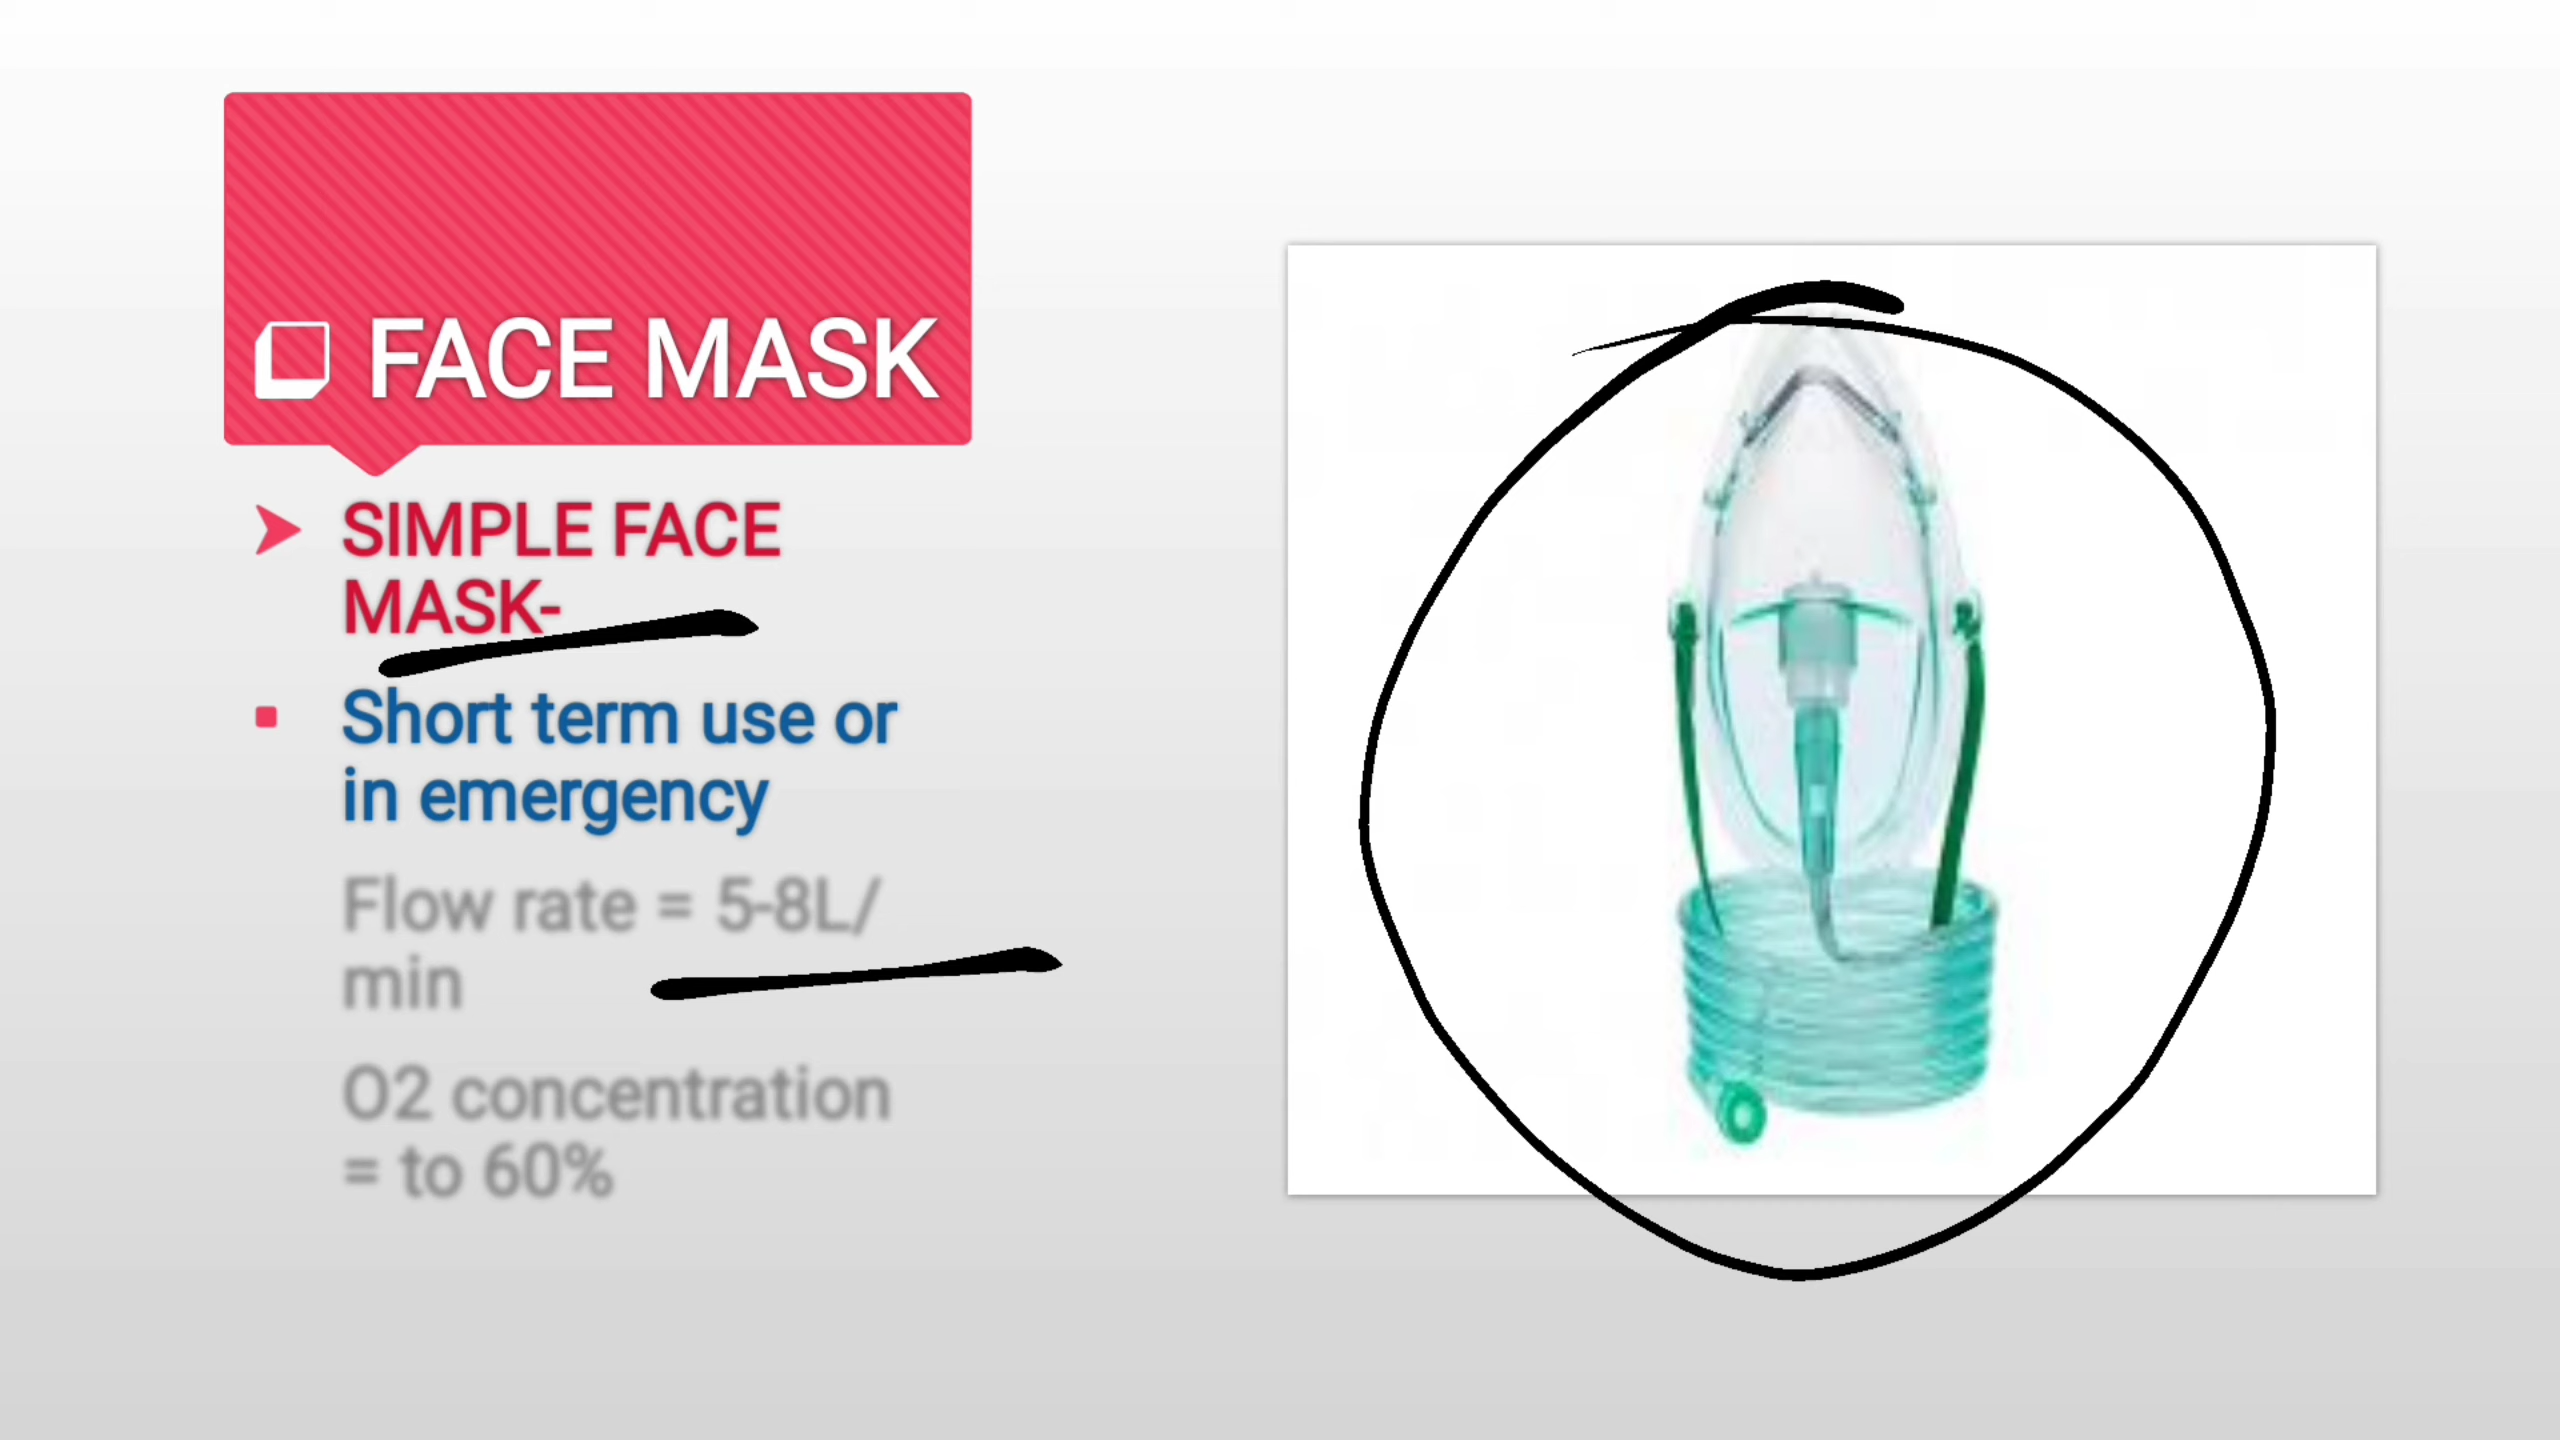 FACE MASK
SIMPLE FACE
MASK-
Short term use or
in emergency
Flow rate = 5-8L/
min
O2 concentration
= to 60%